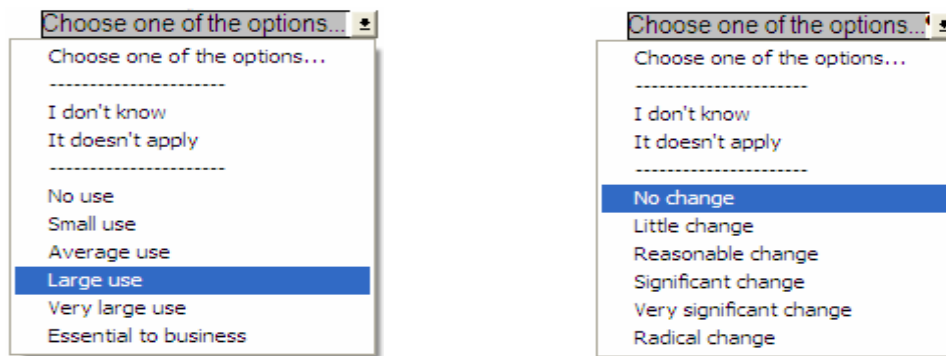 Choose one of the options...
Choose one of the options...
----------------------
I don't know
It doesn't apply
----------------------
No use
Small use
Average use
Large use
Very large use
Essential to business
Choose one of the options...
Choose one of the options...
----------------------
I don't know
It doesn't apply
----------------------
No change
Little change
Reasonable change
Significant change
Very significant change
Radical change